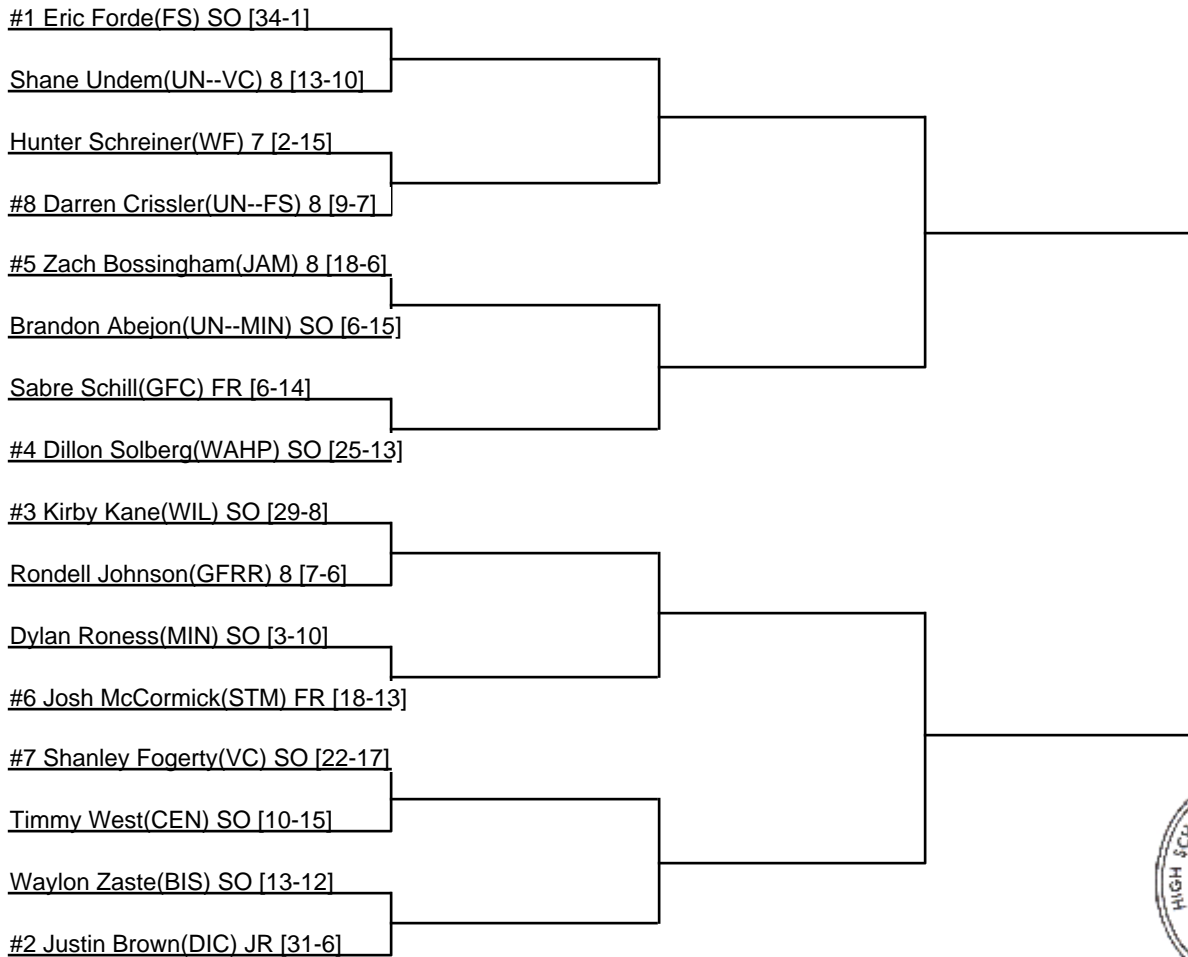 #1 Eric Forde(FS) SO [34-1]
Shane Undem(UN--VC) 8 [13-10]
Hunter Schreiner(WF) 7 [2-15]
#8 Darren Crissler(UN--FS) 8 [9-7]
#5 Zach Bossingham(JAM) 8 [18-6]
Brandon Abejon(UN--MIN) SO [6-15]
Sabre Schill(GFC) FR [6-14]
#4 Dillon Solberg(WAHP) SO [25-13]
#3 Kirby Kane(WIL) SO [29-8]
Rondell Johnson(GFRR) 8 [7-6]
Dylan Roness(MIN) SO [3-10]
#6 Josh McCormick(STM) FR [18-13]
#7 Shanley Fogerty(VC) SO [22-17]
Timmy West(CEN) SO [10-15]
Waylon Zaste(BIS) SO [13-12]
#2 Justin Brown(DIC) JR [31-6]
HIGH